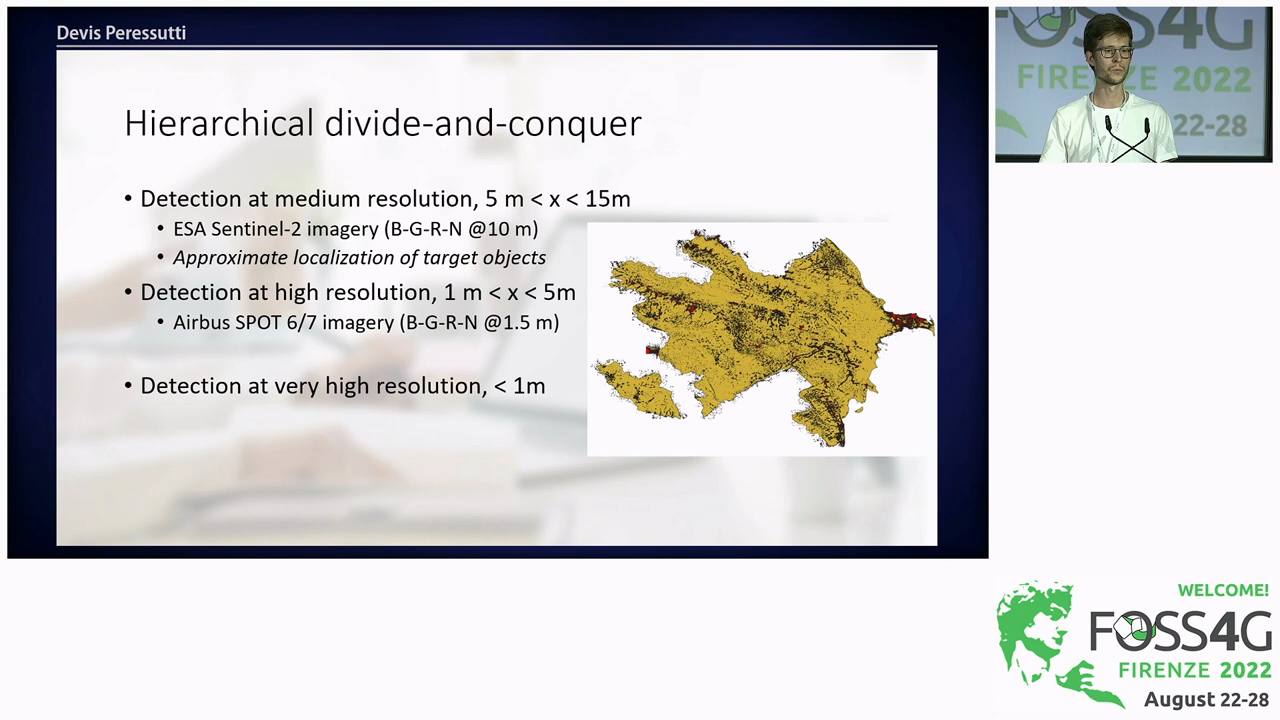 Devis Peressutti
Hierarchical divide-and-conquer
• Detection at medium resolution, 5 m < x < 15m
• ESA Sentinel-2 imagery (B-G-R-N @10 m)
• Approximate localization of target objects
• Detection at high resolution, 1 m < x < 5m
• Airbus SPOT 6/7 imagery (B-G-R-N @1.5 m)
• Detection at very high resolution, < 1m
FOSS4G
FIRENZE 2022
22-28
WELCOME!
FOSS4G
FIRENZE 2022
August 22-28